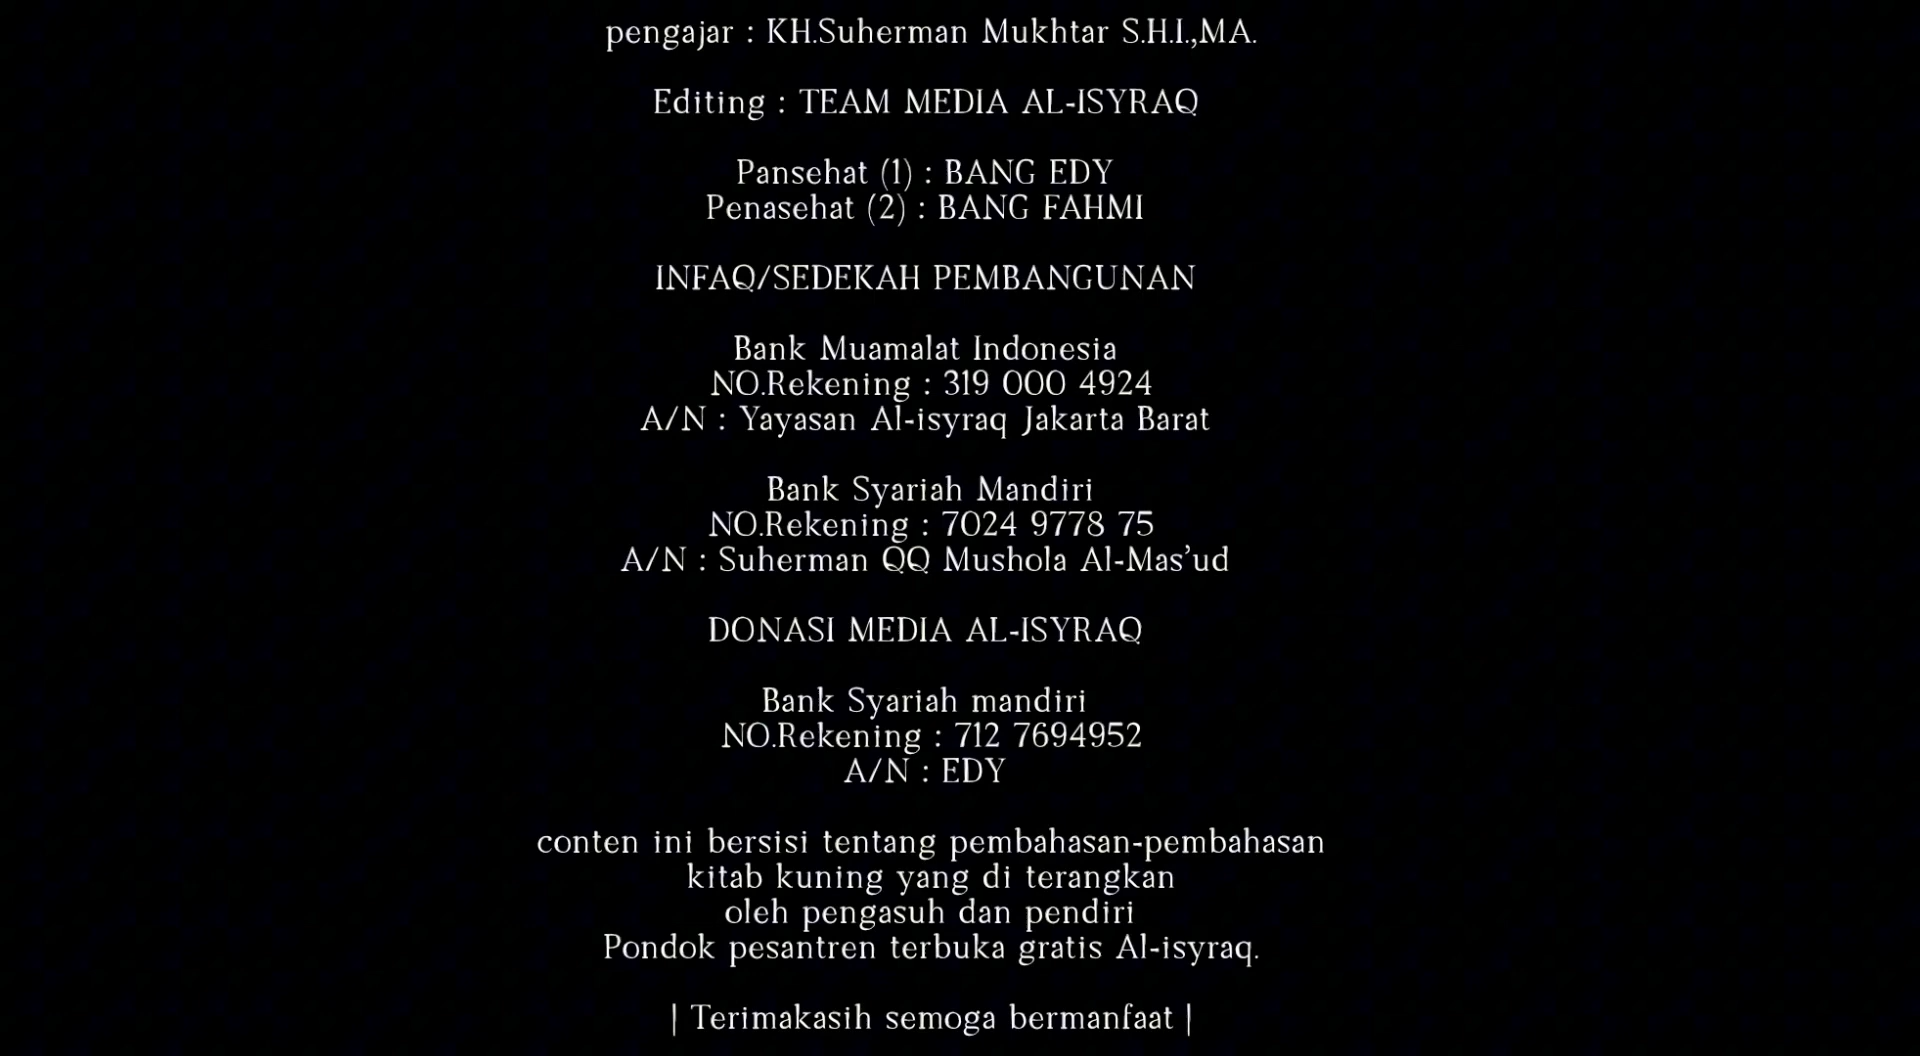 pengajar : KH.Suherman Mukhtar S.H.I.,MA.
Editing : TEAM MEDIA AL-ISYRAQ
Pansehat (1) : BANG EDY
Penasehat (2) : BANG FAHMI
INFAQ/SEDEKAH PEMBANGUNAN
Bank Muamalat Indonesia
NO.Rekening : 319 000 4924
A/N : Yayasan Al-isyraq Jakarta Barat
Bank Syariah Mandiri
NO.Rekening : 7024 9778 75
A/N : Suherman QQ Mushola Al-Mas’ud
DONASI MEDIA AL-ISYRAQ
Bank Syariah mandiri
NO.Rekening : 712 7694952
A/N : EDY
conten ini bersisi tentang pembahasan-pembahasan
kitab kuning yang di terangkan
oleh pengasuh dan pendiri
Pondok pesantren terbuka gratis Al-isyraq.
| Terimakasih semoga bermanfaat |